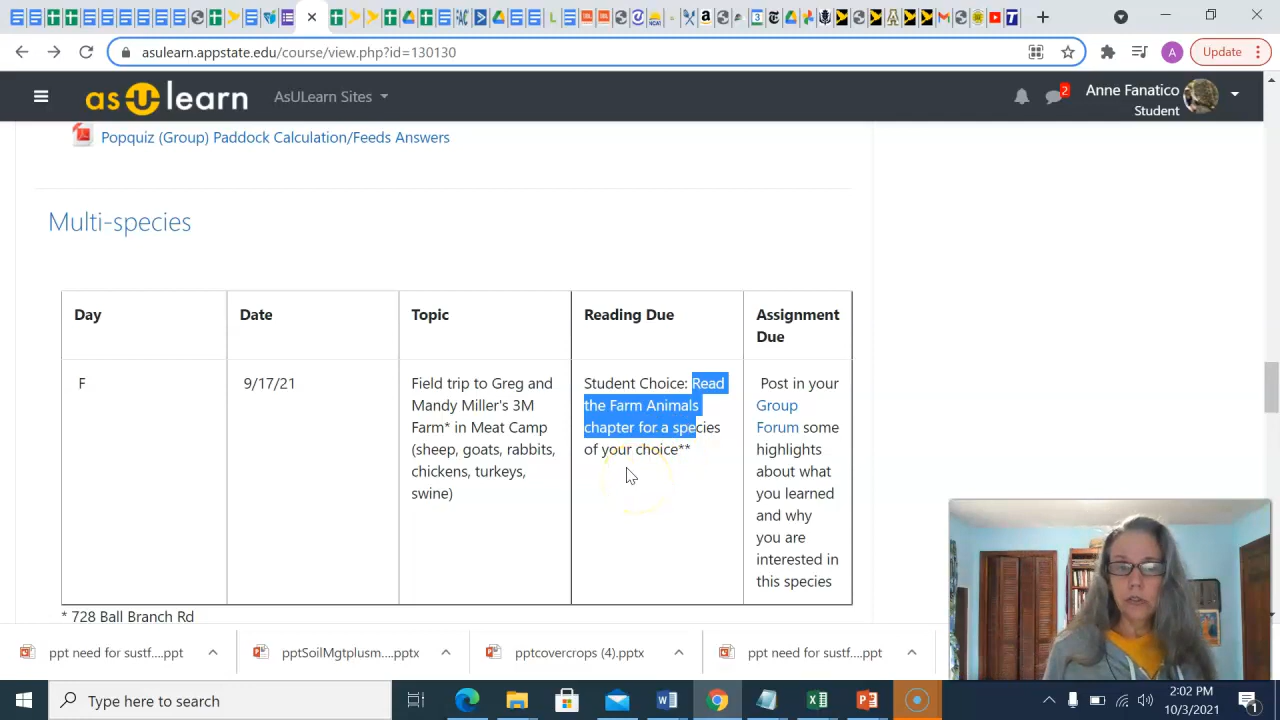 asulearn.appstate.edu/course/view.php?id=130130
Update
as U learn
AsULearn Sites
2
Anne Fanatico
Student
Popquiz (Group) Paddock Calculation/Feeds Answers
Multi-species
Day
Date
Topic
Reading Due
Assignment
Due
F
9/17/21
Field trip to Greg and
Mandy Miller's 3M
Farm* in Meat Camp
(sheep, goats, rabbits,
chickens, turkeys,
swine)
Student Choice: Read
the Farm Animals
chapter for a species
of your choice**
Post in your
Group
Forum some
highlights
about what
you learned
and why
you are
interested in
this species
* 728 Ball Branch Rd
ppt need for sustf....ppt
pptSoilMgtplusm....pptx
pptcovercrops (4).pptx
ppt need for sustf....ppt
Type here to search
2:02 PM
10/3/2021
1